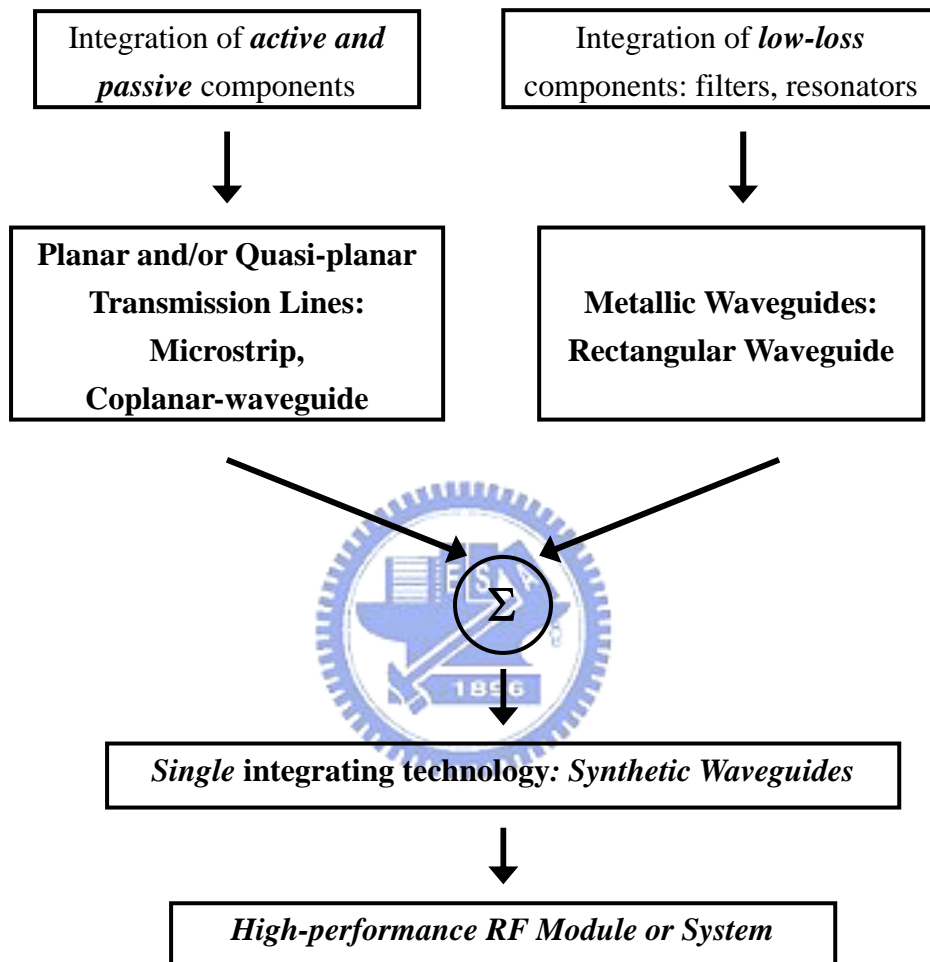 Integration of active and
passive components
Integration of low-loss
components: filters, resonators
Planar and/or Quasi-planar
Transmission Lines:
Microstrip,
Coplanar-waveguide
Metallic Waveguides:
Rectangular Waveguide
E S A
Σ
1896
Single integrating technology: Synthetic Waveguides
High-performance RF Module or System